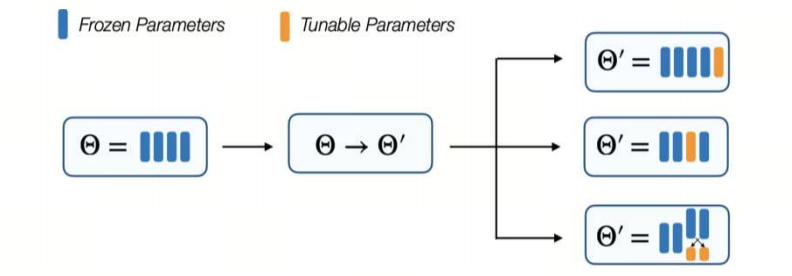 Frozen Parameters
Tunable Parameters
Θ′ =
Θ =
Θ → Θ′
Θ′ =
Θ′ =